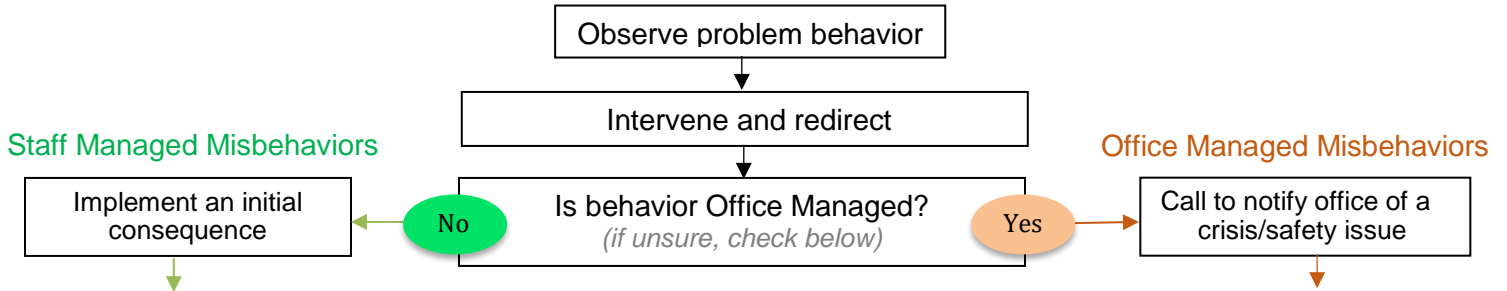 Observe problem behavior
Intervene and redirect
Staff Managed Misbehaviors
Office Managed Misbehaviors
Implement an initial
consequence
No
Is behavior Office Managed?
(if unsure, check below)
Yes
Call to notify office of a
crisis/safety issue